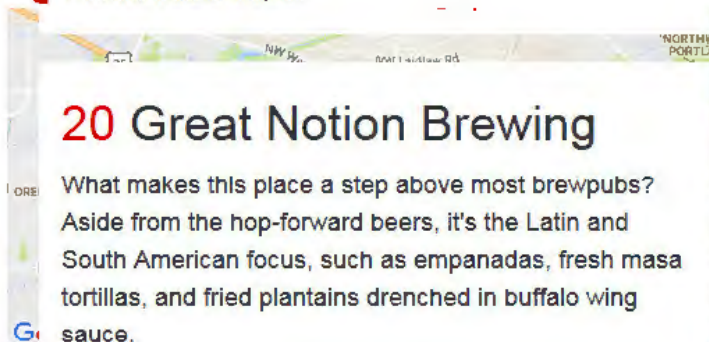 NORTHW
PORTL
20 Great Notion Brewing
What makes this place a step above most brewpubs?
Aside from the hop-forward beers, it's the Latin and
South American focus, such as empanadas, fresh masa
tortillas, and fried plantains drenched in buffalo wing
sauce.